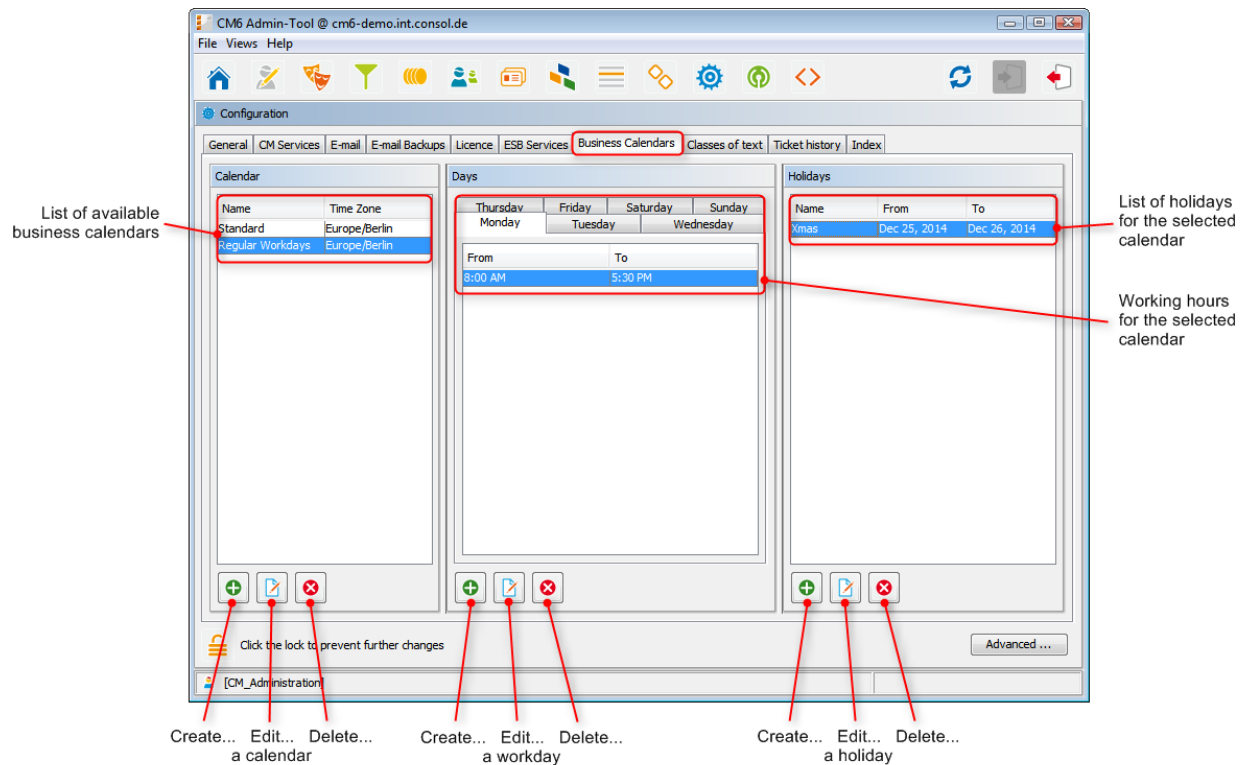 CM6 Admin-Tool @ cm6-demo.int.consol.de
File Views Help
Configuration
General CM Services E-mail E-mail Backups Licence ESB Services Business Calendars Classes of text Ticket history Index
Calendar
Name Time Zone
Standard Europe/Berlin
Regular Workdays Europe/Berlin
Days
Thursday Friday Saturday Sunday
Monday Tuesday Wednesday
From To
8:00 AM 5:30 PM
Holidays
Name From To
Xmas Dec 25, 2014 Dec 26, 2014
List of available
business calendars
List of holidays
for the selected
calendar
Working hours
for the selected
calendar
Click the lock to prevent further changes
Advanced ...
[CM_Administration]
Create... Edit... Delete...
a calendar
Create... Edit... Delete...
a workday
Create... Edit... Delete...
a holiday